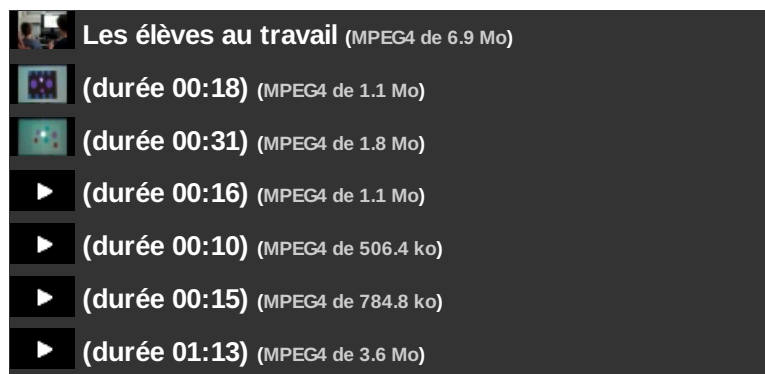 Les élèves au travail (MPEG4 de 6.9 Mo)
(durée 00:18) (MPEG4 de 1.1 Mo)
(durée 00:31) (MPEG4 de 1.8 Mo)
(durée 00:16) (MPEG4 de 1.1 Mo)
(durée 00:10) (MPEG4 de 506.4 ko)
(durée 00:15) (MPEG4 de 784.8 ko)
(durée 01:13) (MPEG4 de 3.6 Mo)